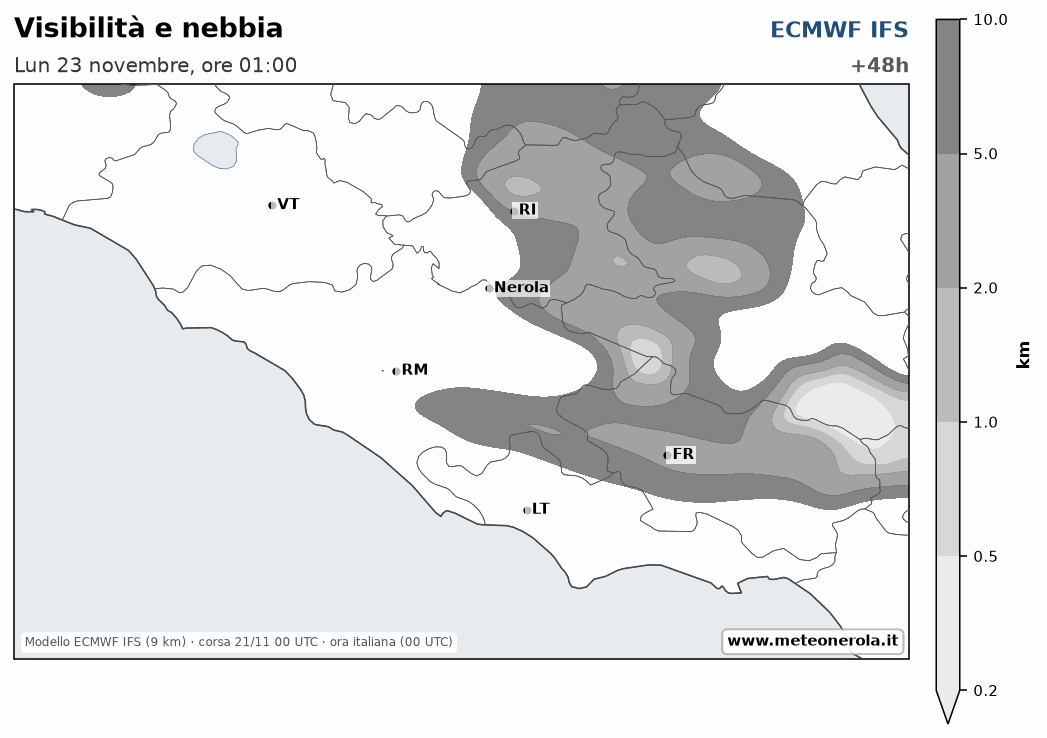 Visibilità e nebbia
ECMWF IFS
Lun 23 novembre, ore 01:00
+48h
10.0
5.0
2.0
1.0
0.5
0.2
km
VT
RI
Nerola
RM
FR
LT
Modello ECMWF IFS (9 km) · corsa 21/11 00 UTC · ora italiana (00 UTC)
www.meteonerola.it